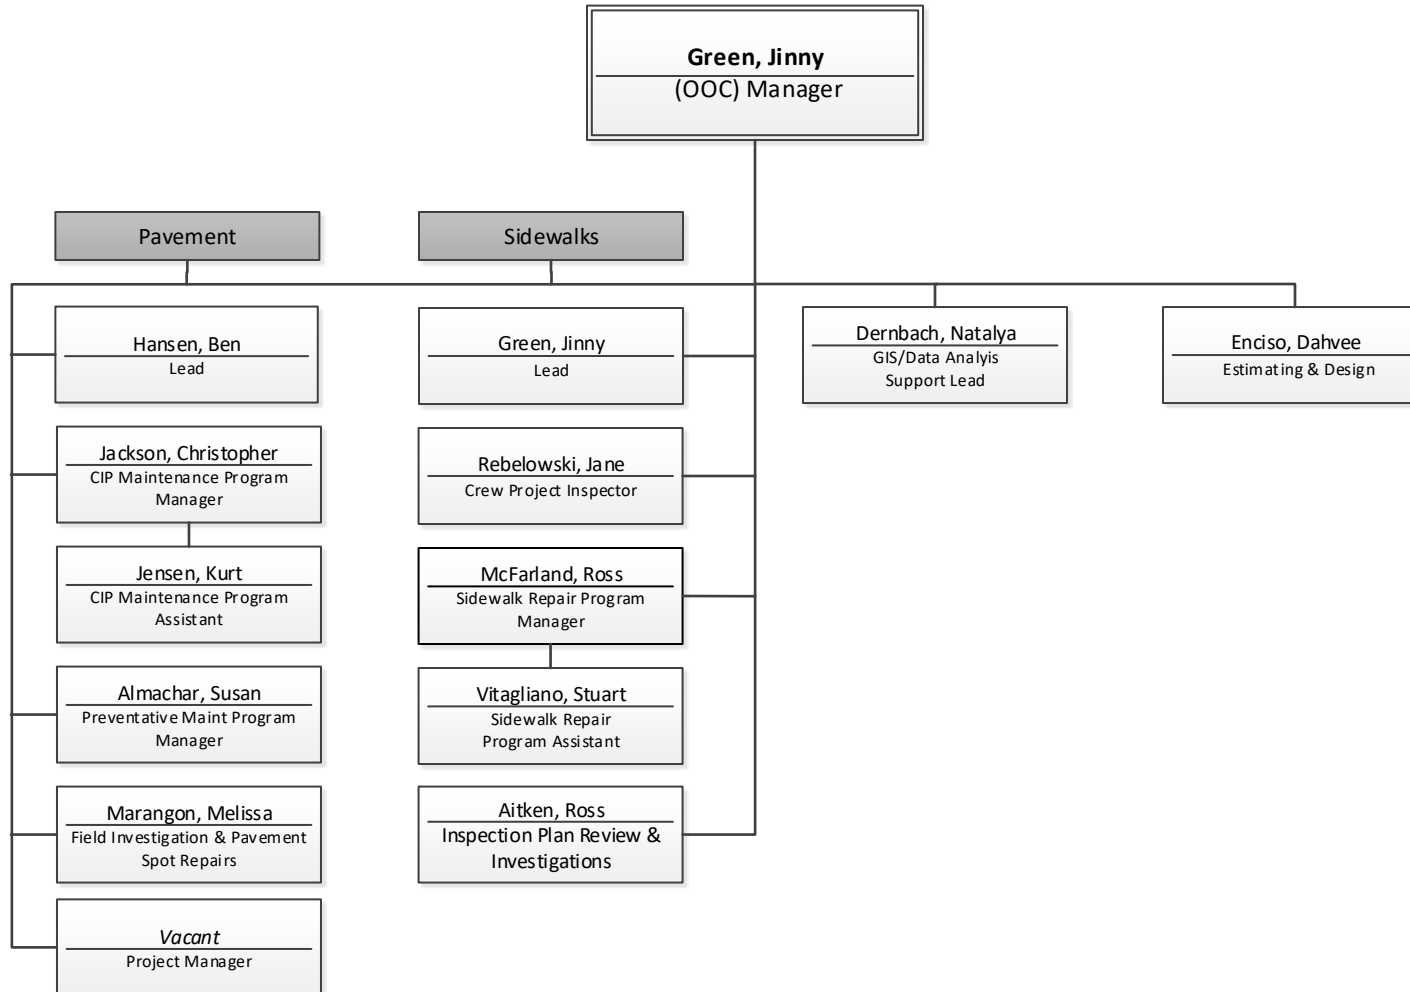 Green, Jinny
(OOC) Manager
Pavement
Sidewalks
Hansen, Ben
Lead
Jackson, Christopher
CIP Maintenance Program
Manager
Jensen, Kurt
CIP Maintenance Program
Assistant
Almachar, Susan
Preventative Maint Program
Manager
Marangon, Melissa
Field Investigation & Pavement
Spot Repairs
Vacant
Project Manager
Green, Jinny
Lead
Rebelowski, Jane
Crew Project Inspector
McFarland, Ross
Sidewalk Repair Program
Manager
Vitagliano, Stuart
Sidewalk Repair
Program Assistant
Aitken, Ross
Inspection Plan Review &
Investigations
Dernbach, Natalya
GIS/Data Analyis
Support Lead
Enciso, Dahvee
Estimating & Design